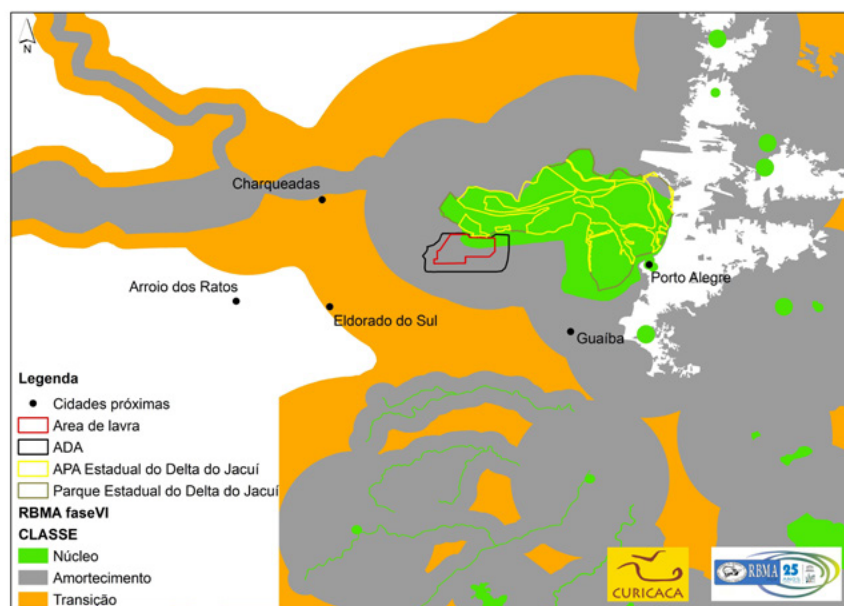 N
Charqueadas
Porto Alegre
Arroio dos Ratos
Eldorado do Sul
Guaíba
Legenda
Cidades próximas
Area de lavra
ADA
APA Estadual do Delta do Jacuí
Parque Estadual do Delta do Jacuí
RBMA faseVI
CLASSE
Núcleo
Amortecimento
Transição
CURICACA
RBMA
25
ANOS